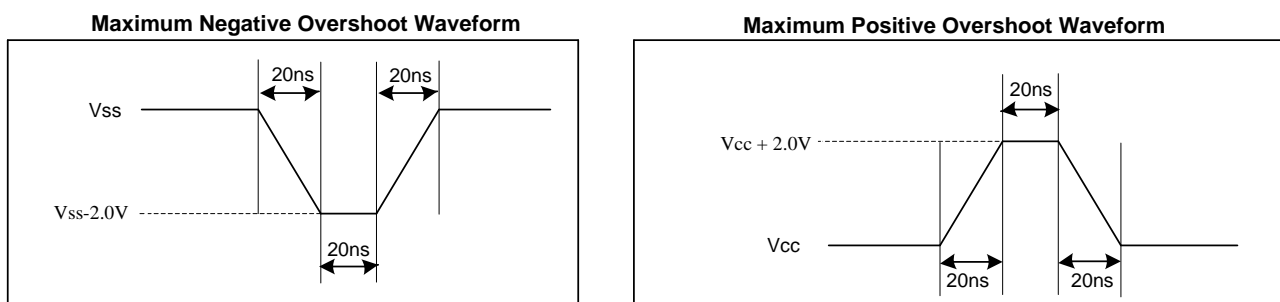 Maximum Negative Overshoot Waveform
20ns
20ns
Vss
Vss-2.0V
20ns
Maximum Positive Overshoot Waveform
20ns
Vcc + 2.0V
Vcc
20ns
20ns